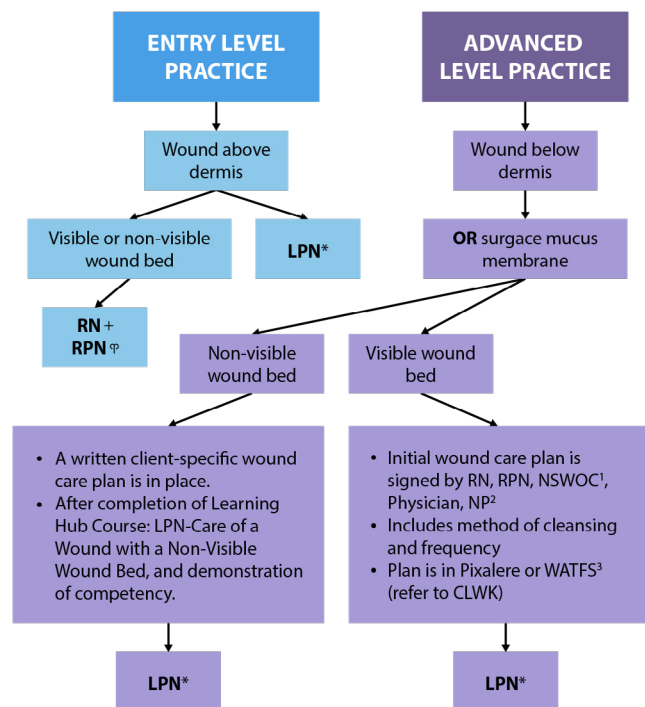 ENTRY LEVEL
PRACTICE
ADVANCED
LEVEL PRACTICE
Wound above
dermis
Wound below
dermis
Visible or non-visible
wound bed
LPN*
OR surgace mucus
membrane
RN +
RPN φ
Non-visible
wound bed
Visible wound
bed
• A written client-specific wound
care plan is in place.
• After completion of Learning
Hub Course: LPN-Care of a
Wound with a Non-Visible
Wound Bed, and demonstration
of competency.
• Initial wound care plan is
signed by RN, RPN, NSWOC¹,
Physician, NP²
• Includes method of cleansing
and frequency
• Plan is in Pixalere or WATFS³
(refer to CLWK)
LPN*
LPN*